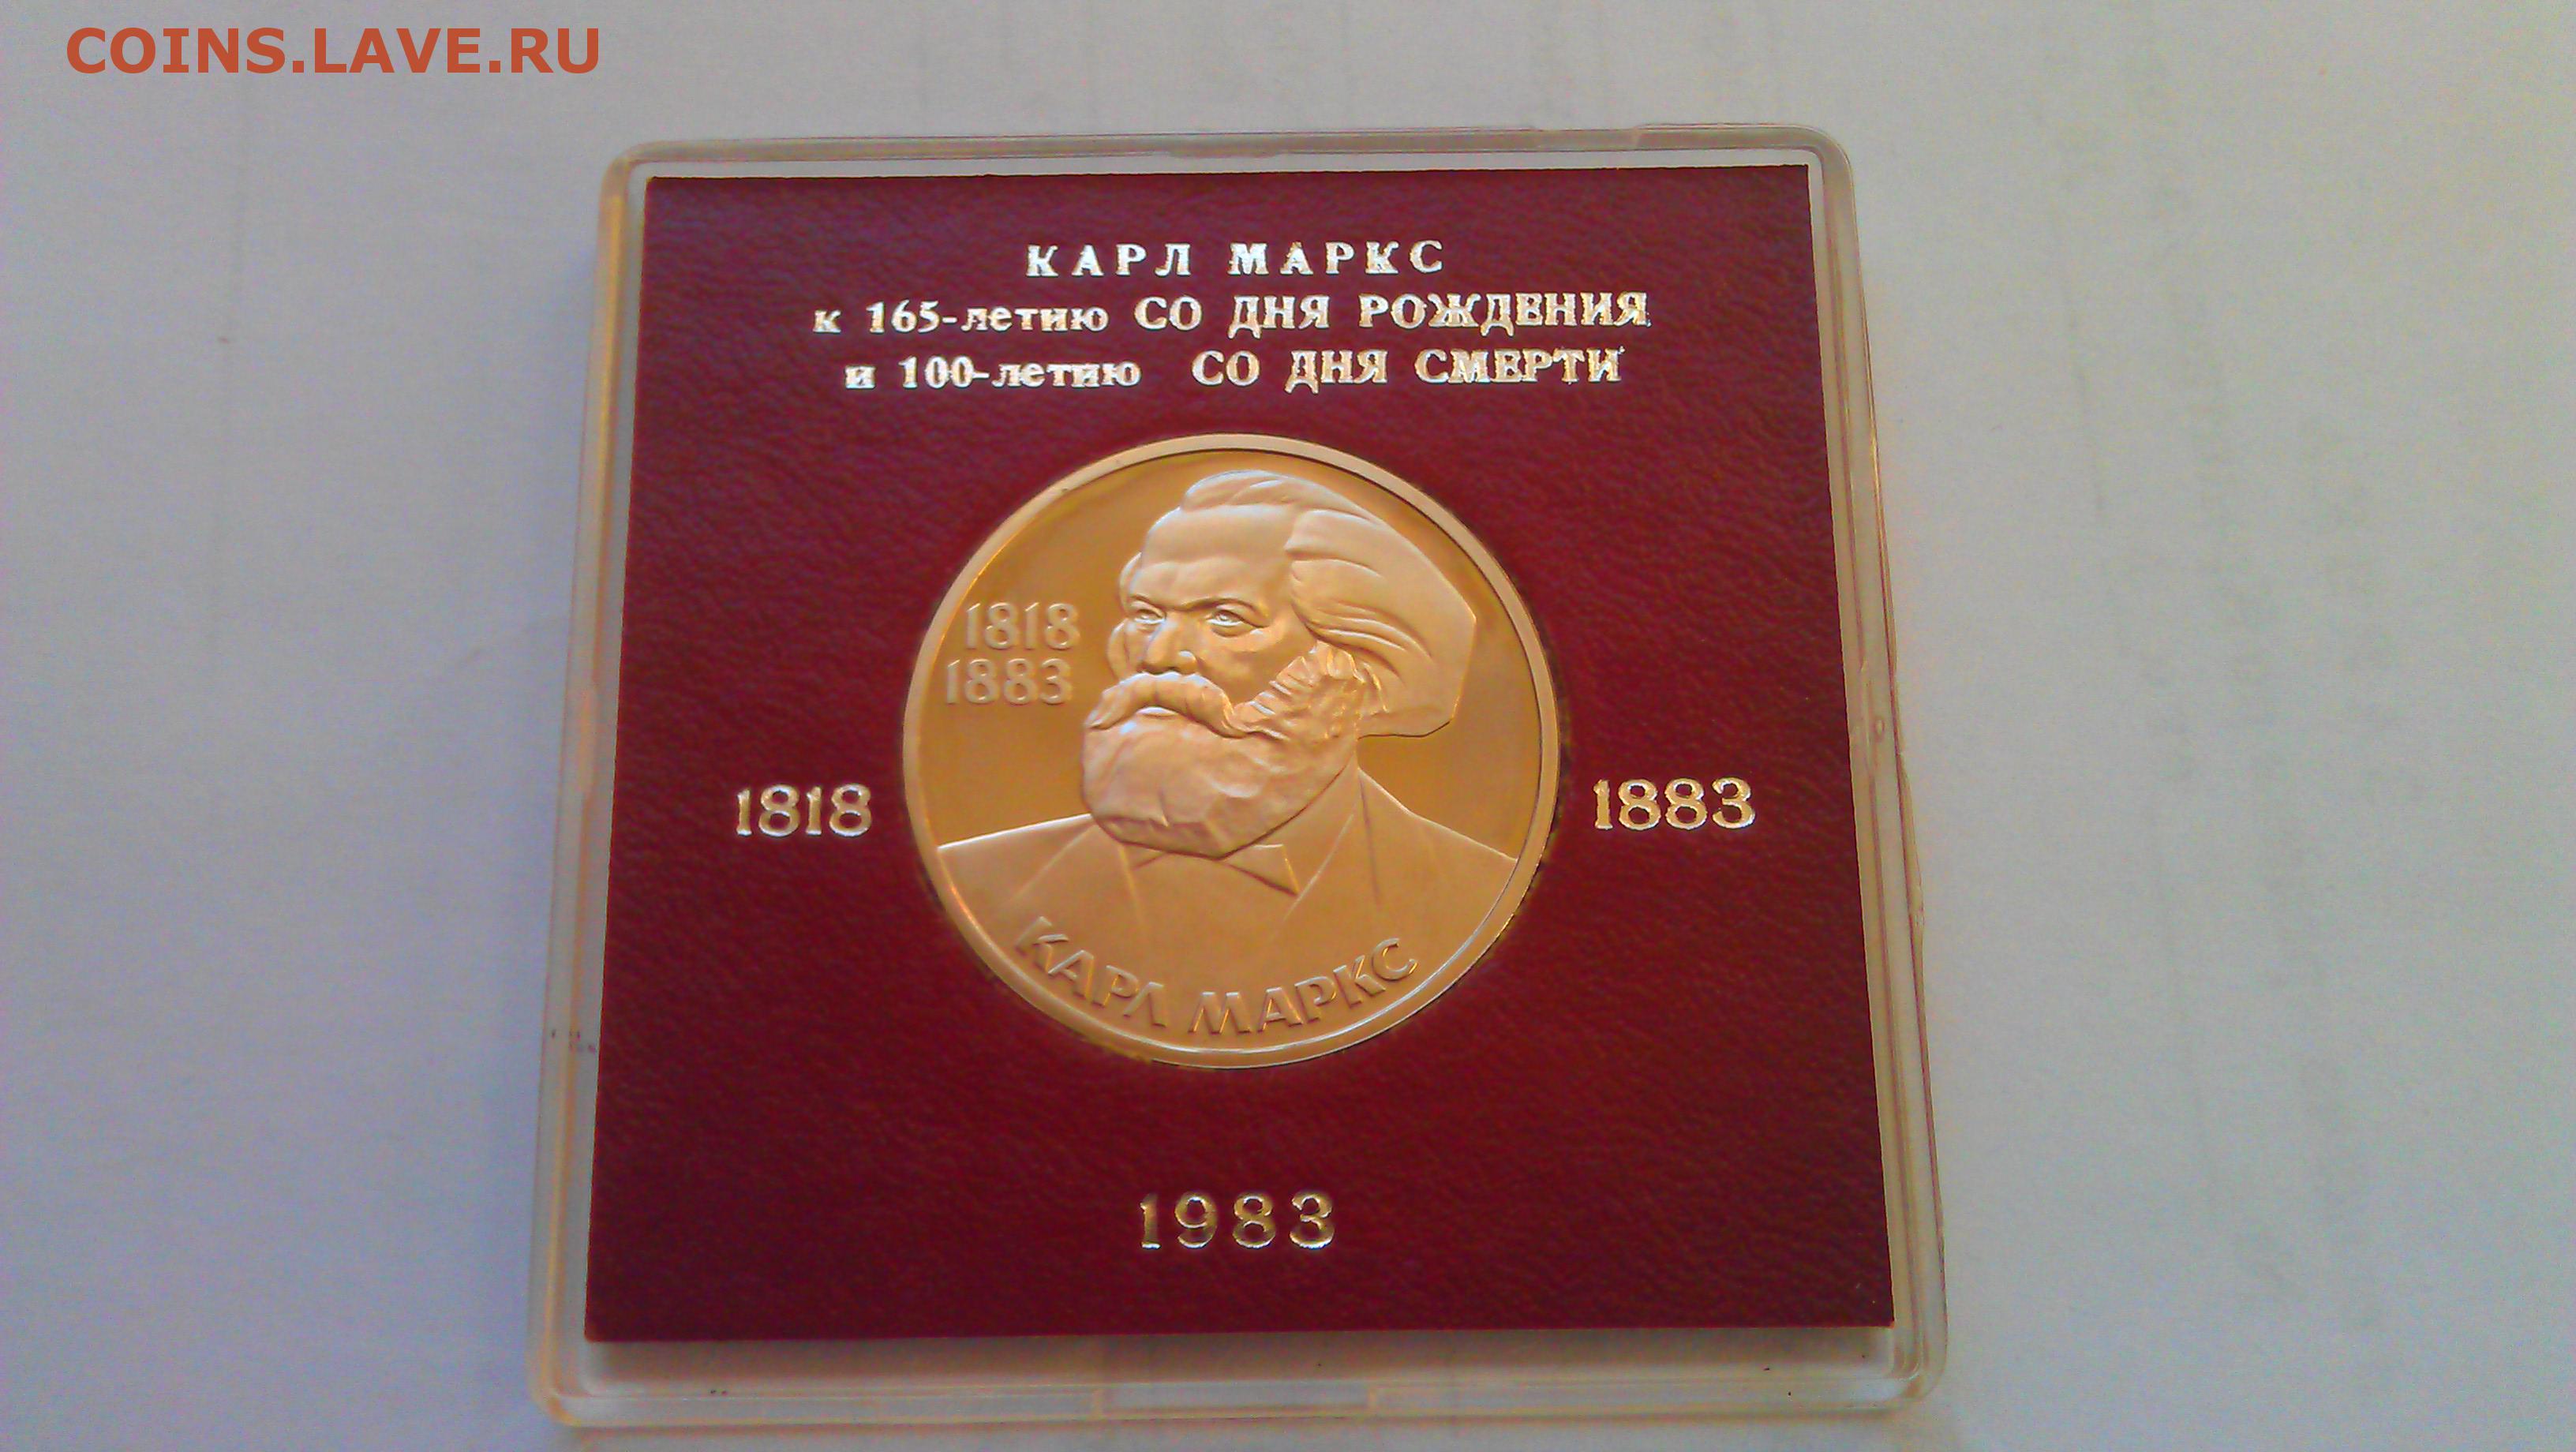 COINS.LAVE.RU
КАРЛ МАРКС
к 165-летию СО ДНЯ РОЖДЕНИЯ
и 100-летию СО ДНЯ СМЕРТИ
1818
1883
1818
1883
КАРЛ МАРКС
1983